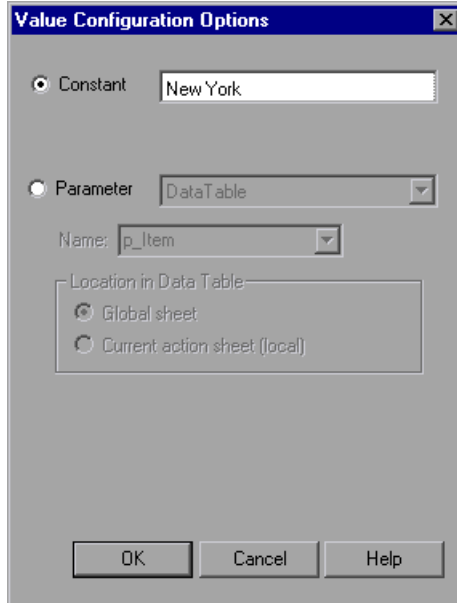 Value Configuration Options
Constant New York
Parameter DataTable
Name: p_Item
Location in Data Table
Global sheet
Current action sheet (local)
OK Cancel Help